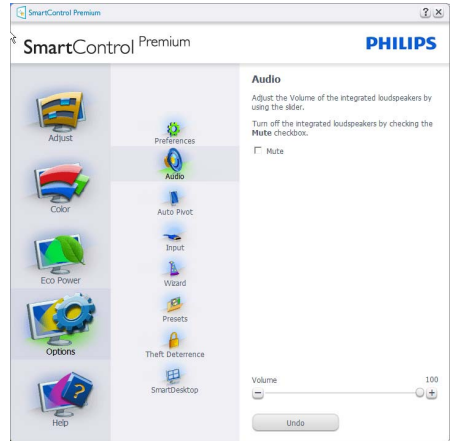 SmartControl Premium
SmartControl Premium
PHILIPS
Adjust
Color
Eco Power
Options
Help
Preferences
Audio
Auto Pivot
Input
Wizard
Presets
Theft Deterrence
SmartDesktop
Audio
Adjust the Volume of the integrated loudspeakers by
using the slider.
Turn off the integrated loudspeakers by checking the
Mute checkbox.
Mute
Volume 100
Undo